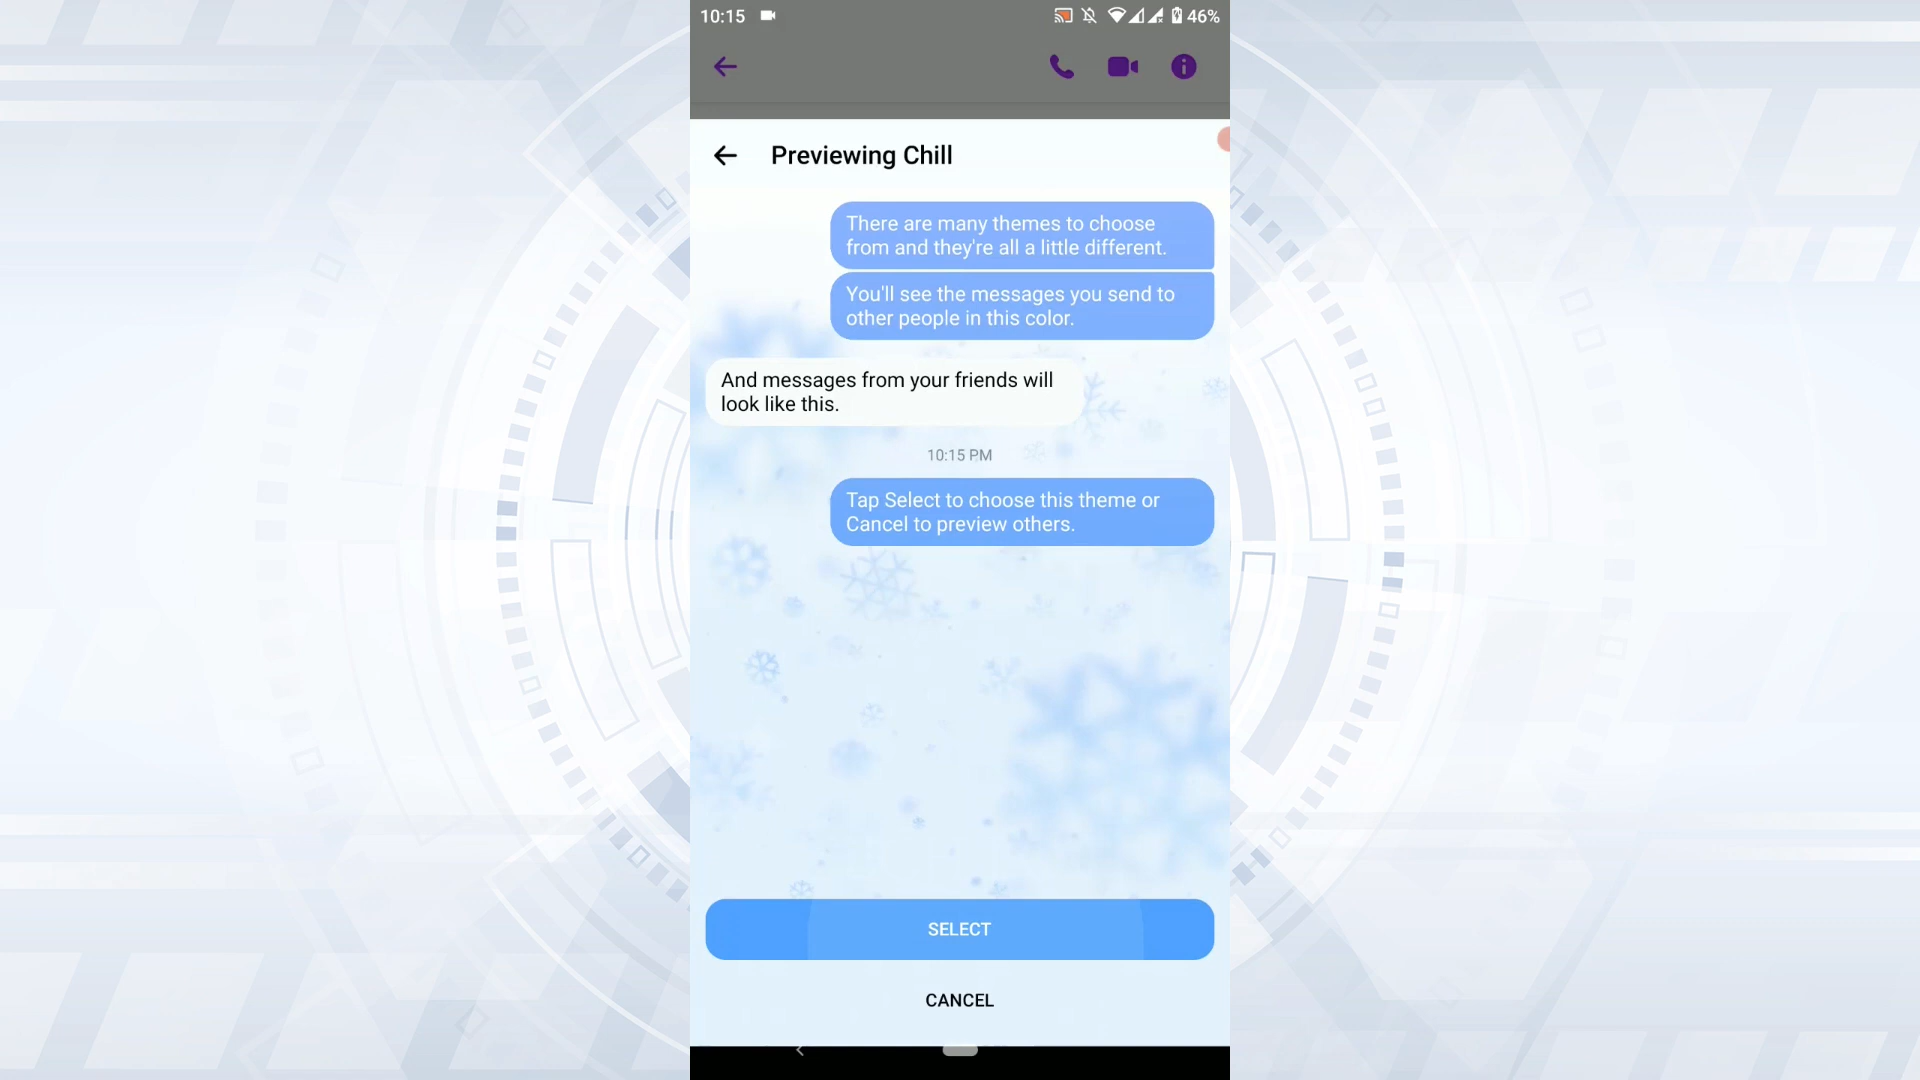 10:15
46%
Previewing Chill
There are many themes to choose
from and they're all a little different.
You'll see the messages you send to
other people in this color.
And messages from your friends will
look like this.
10:15 PM
Tap Select to choose this theme or
Cancel to preview others.
SELECT
CANCEL